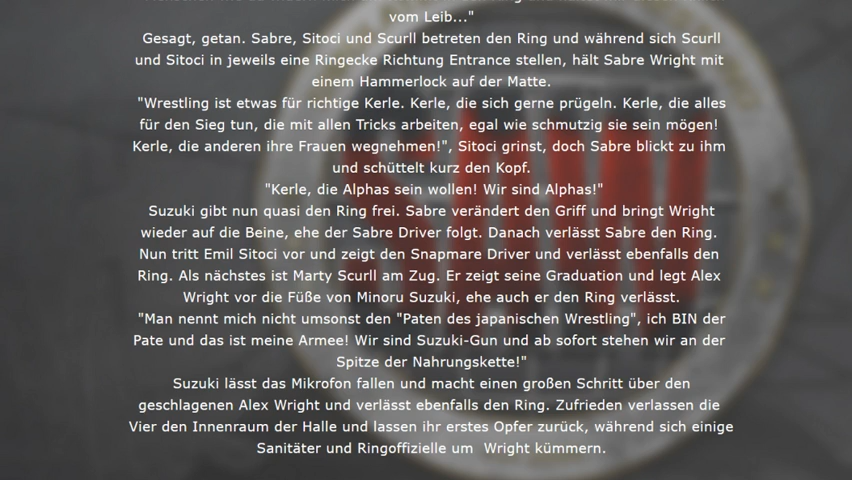 vom Leib..."
Gesagt, getan. Sabre, Sitoci und Scurll betreten den Ring und während sich Scurll
und Sitoci in jeweils eine Ringecke Richtung Entrance stellen, hält Sabre Wright mit
einem Hammerlock auf der Matte.
"Wrestling ist etwas für richtige Kerle. Kerle, die sich gerne prügeln. Kerle, die alles
für den Sieg tun, die mit allen Tricks arbeiten, egal wie schmutzig sie sein mögen!
Kerle, die anderen ihre Frauen wegnehmen!", Sitoci grinst, doch Sabre blickt zu ihm
und schüttelt kurz den Kopf.
"Kerle, die Alphas sein wollen! Wir sind Alphas!"
Suzuki gibt nun quasi den Ring frei. Sabre verändert den Griff und bringt Wright
wieder auf die Beine, ehe der Sabre Driver folgt. Danach verlässt Sabre den Ring.
Nun tritt Emil Sitoci vor und zeigt den Snapmare Driver und verlässt ebenfalls den
Ring. Als nächstes ist Marty Scurll am Zug. Er zeigt seine Graduation und legt Alex
Wright vor die Füße von Minoru Suzuki, ehe auch er den Ring verlässt.
"Man nennt mich nicht umsonst den "Paten des japanischen Wrestling", ich BIN der
Pate und das ist meine Armee! Wir sind Suzuki-Gun und ab sofort stehen wir an der
Spitze der Nahrungskette!"
Suzuki lässt das Mikrofon fallen und macht einen großen Schritt über den
geschlagenen Alex Wright und verlässt ebenfalls den Ring. Zufrieden verlassen die
Vier den Innenraum der Halle und lassen ihr erstes Opfer zurück, während sich einige
Sanitäter und Ringoffizielle um  Wright kümmern.